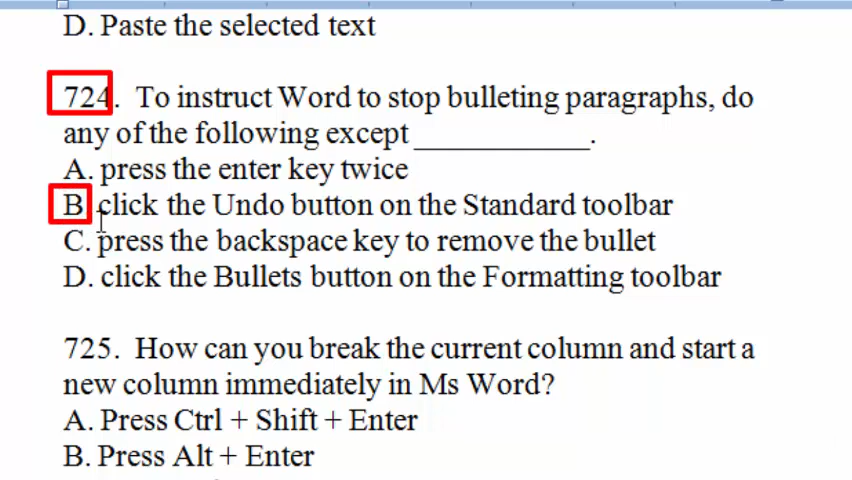 D. Paste the selected text
724. To instruct Word to stop bulleting paragraphs, do
any of the following except ____________.
A. press the enter key twice
B. click the Undo button on the Standard toolbar
C. press the backspace key to remove the bullet
D. click the Bullets button on the Formatting toolbar
725. How can you break the current column and start a
new column immediately in Ms Word?
A. Press Ctrl + Shift + Enter
B. Press Alt + Enter